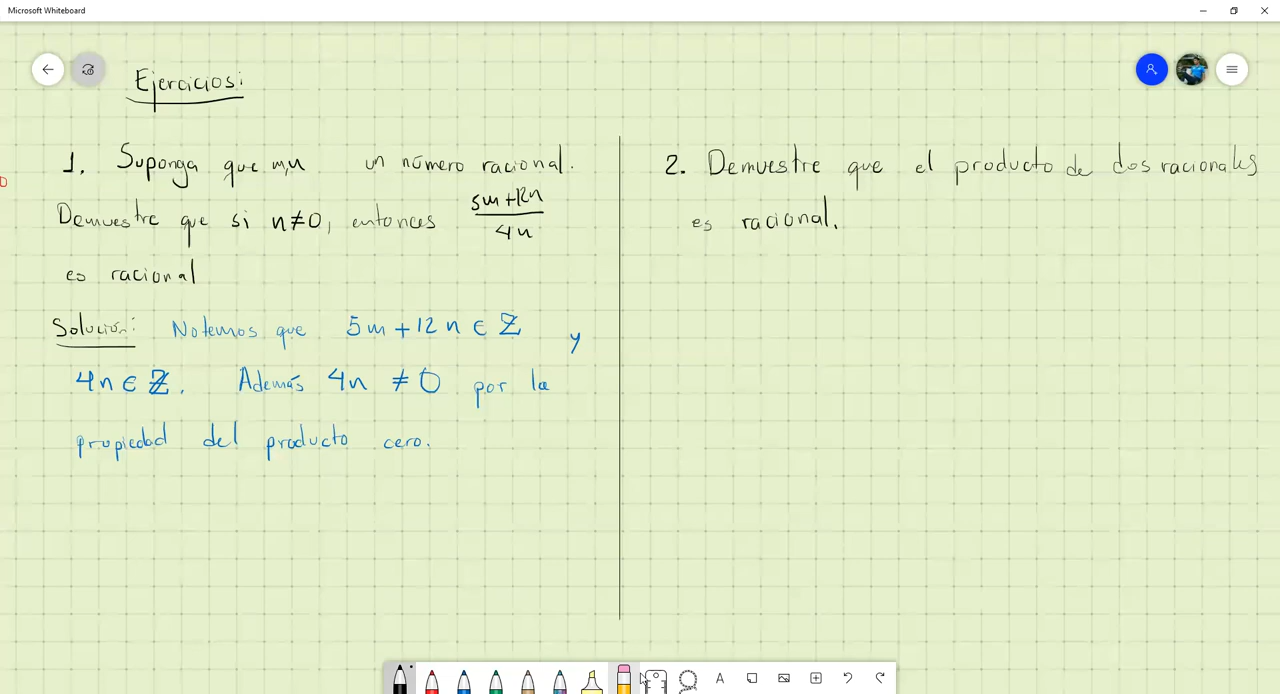 Microsoft Whiteboard
Ejercicios:
1. Suponga que m,n un número racional.
Demuestre que si n≠0, entonces (5m+12n)/(4n)
es racional
Solución: Notemos que 5m + 12n ∈ ℤ y
4n ∈ ℤ. Además 4n ≠ 0 por la
propiedad del producto cero.
2. Demuestre que el producto de dos racionales
es racional.
A